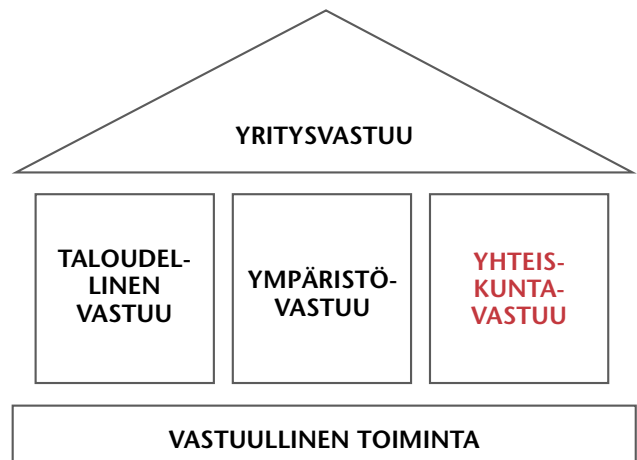 YRITYSVASTUU
TALOUDEL-
LINEN
VASTUU
YMPÄRISTÖ-
VASTUU
YHTEIS-
KUNTA-
VASTUU
VASTUULLINEN TOIMINTA